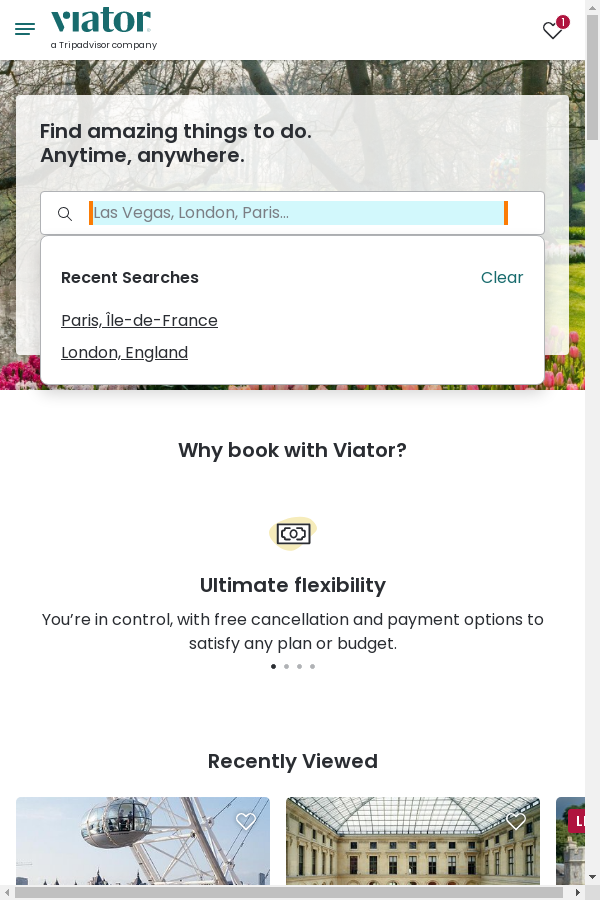 viator
a Tripadvisor company
1
Find amazing things to do.
Anytime, anywhere.
Las Vegas, London, Paris...
Recent Searches
Clear
Paris, Île-de-France
London, England
Why book with Viator?
Ultimate flexibility
You're in control, with free cancellation and payment options to
satisfy any plan or budget.
Recently Viewed